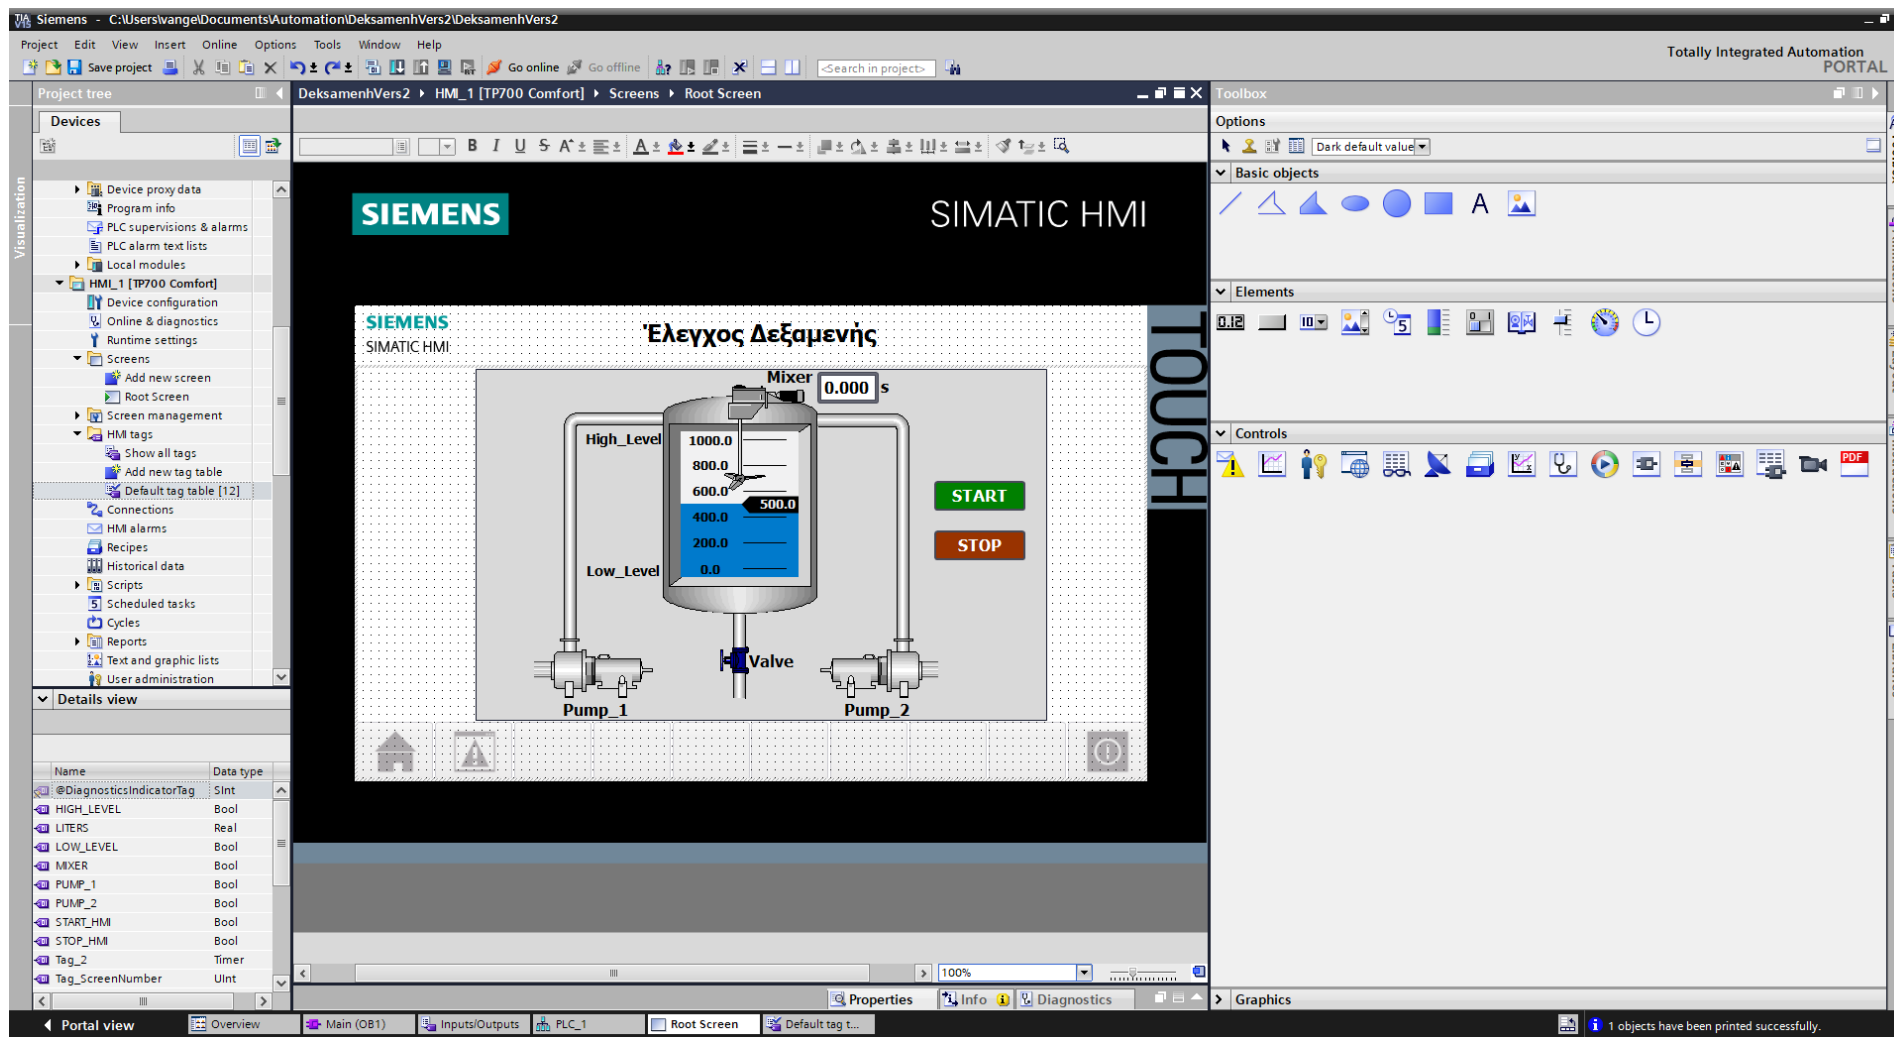 Siemens - C:\Users\vange\Documents\Automation\DeksamenhVers2\DeksamenhVers2
Project Edit View Insert Online Options Tools Window Help
Totally Integrated Automation
PORTAL
Save project
Go online
Go offline
<Search in project>
Project tree
DeksamenhVers2 HMI_1 [TP700 Comfort] Screens Root Screen
Toolbox
Devices
Options
Dark default value
Visualization
Device proxy data
Program info
PLC supervisions & alarms
PLC alarm text lists
Local modules
HMI_1 [TP700 Comfort]
Device configuration
Online & diagnostics
Runtime settings
Screens
Add new screen
Root Screen
Screen management
HMI tags
Show all tags
Add new tag table
Default tag table [12]
Connections
HMI alarms
Recipes
Historical data
Scripts
Scheduled tasks
Cycles
Reports
Text and graphic lists
User administration
Details view
Name Data type
@DiagnosticsIndicatorTag SInt
HIGH_LEVEL Bool
LITERS Real
LOW_LEVEL Bool
MIXER Bool
PUMP_1 Bool
PUMP_2 Bool
START_HMI Bool
STOP_HMI Bool
Tag_2 Timer
Tag_ScreenNumber UInt
SIEMENS
SIMATIC HMI
SIEMENS
SIMATIC HMI
Έλεγχος Δεξαμενής
TOUCH
Mixer 0.000 s
High_Level
1000.0
800.0
600.0
500.0
400.0
200.0
0.0
Low_Level
START
STOP
Valve
Pump_1
Pump_2
100%
Properties Info Diagnostics
Basic objects
Elements
Controls
PDF
Graphics
Portal view Overview Main (OB1) Inputs/Outputs PLC_1 Root Screen Default tag t...
1 objects have been printed successfully.